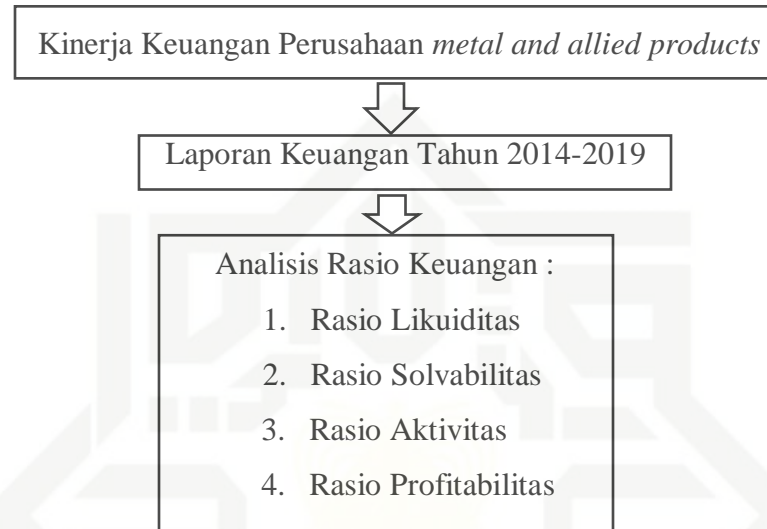 Kinerja Keuangan Perusahaan metal and allied products
Laporan Keuangan Tahun 2014-2019
Analisis Rasio Keuangan :
1. Rasio Likuiditas
2. Rasio Solvabilitas
3. Rasio Aktivitas
4. Rasio Profitabilitas